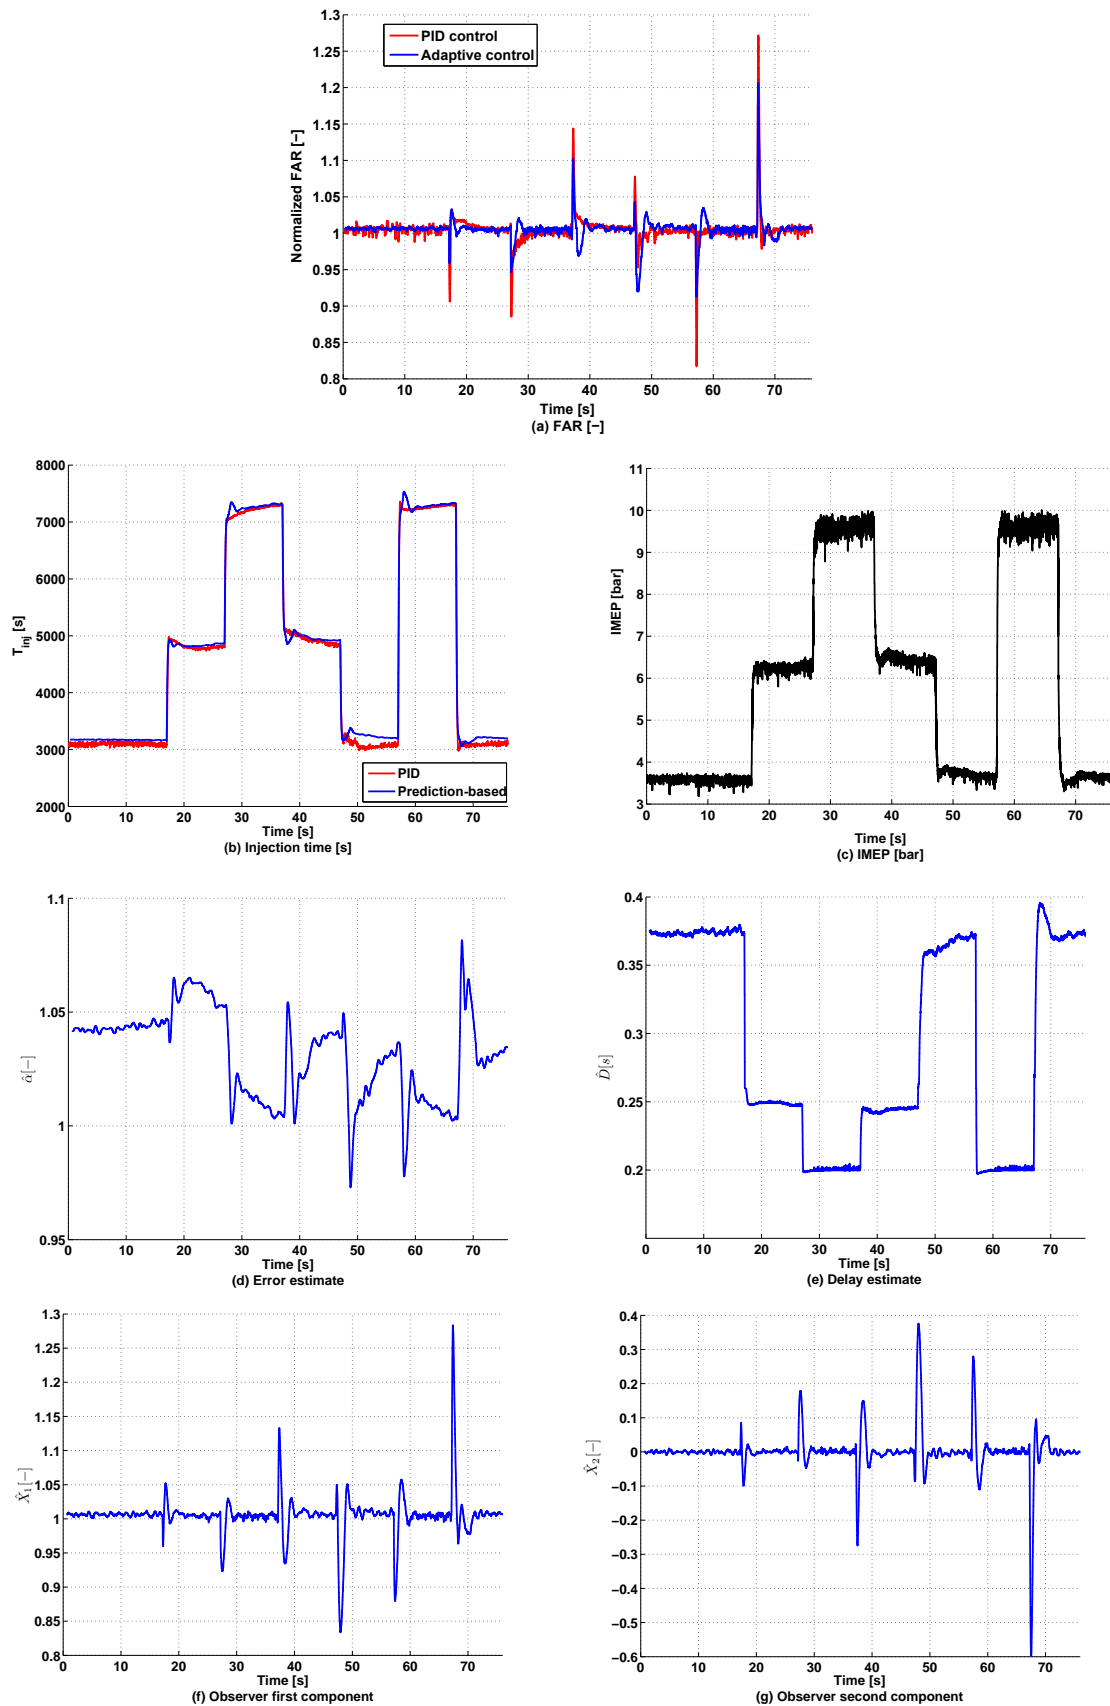 1.3
1.25
1.2
1.15
1.1
1.05
1
0.95
0.9
0.85
0.8
Normalized FAR [−]
PID control
Adaptive control
0 10 20 30 40 50 60 70
Time [s]
(a) FAR [−]
8000
7000
6000
5000
4000
3000
2000
T_inj [s]
PID
Prediction-based
0 10 20 30 40 50 60 70
Time [s]
(b) Injection time [s]
11
10
9
8
7
6
5
4
3
IMEP [bar]
0 10 20 30 40 50 60 70
Time [s]
(c) IMEP [bar]
1.1
1.05
1
0.95
α̂[−]
0 10 20 30 40 50 60 70
Time [s]
(d) Error estimate
0.4
0.35
0.3
0.25
0.2
D̂[s]
0 10 20 30 40 50 60 70
Time [s]
(e) Delay estimate
1.3
1.25
1.2
1.15
1.1
1.05
1
0.95
0.9
0.85
0.8
X̂₁[−]
0 10 20 30 40 50 60 70
Time [s]
(f) Observer first component
0.4
0.3
0.2
0.1
0
−0.1
−0.2
−0.3
−0.4
−0.5
−0.6
X̂₂[−]
0 10 20 30 40 50 60 70
Time [s]
(g) Observer second component